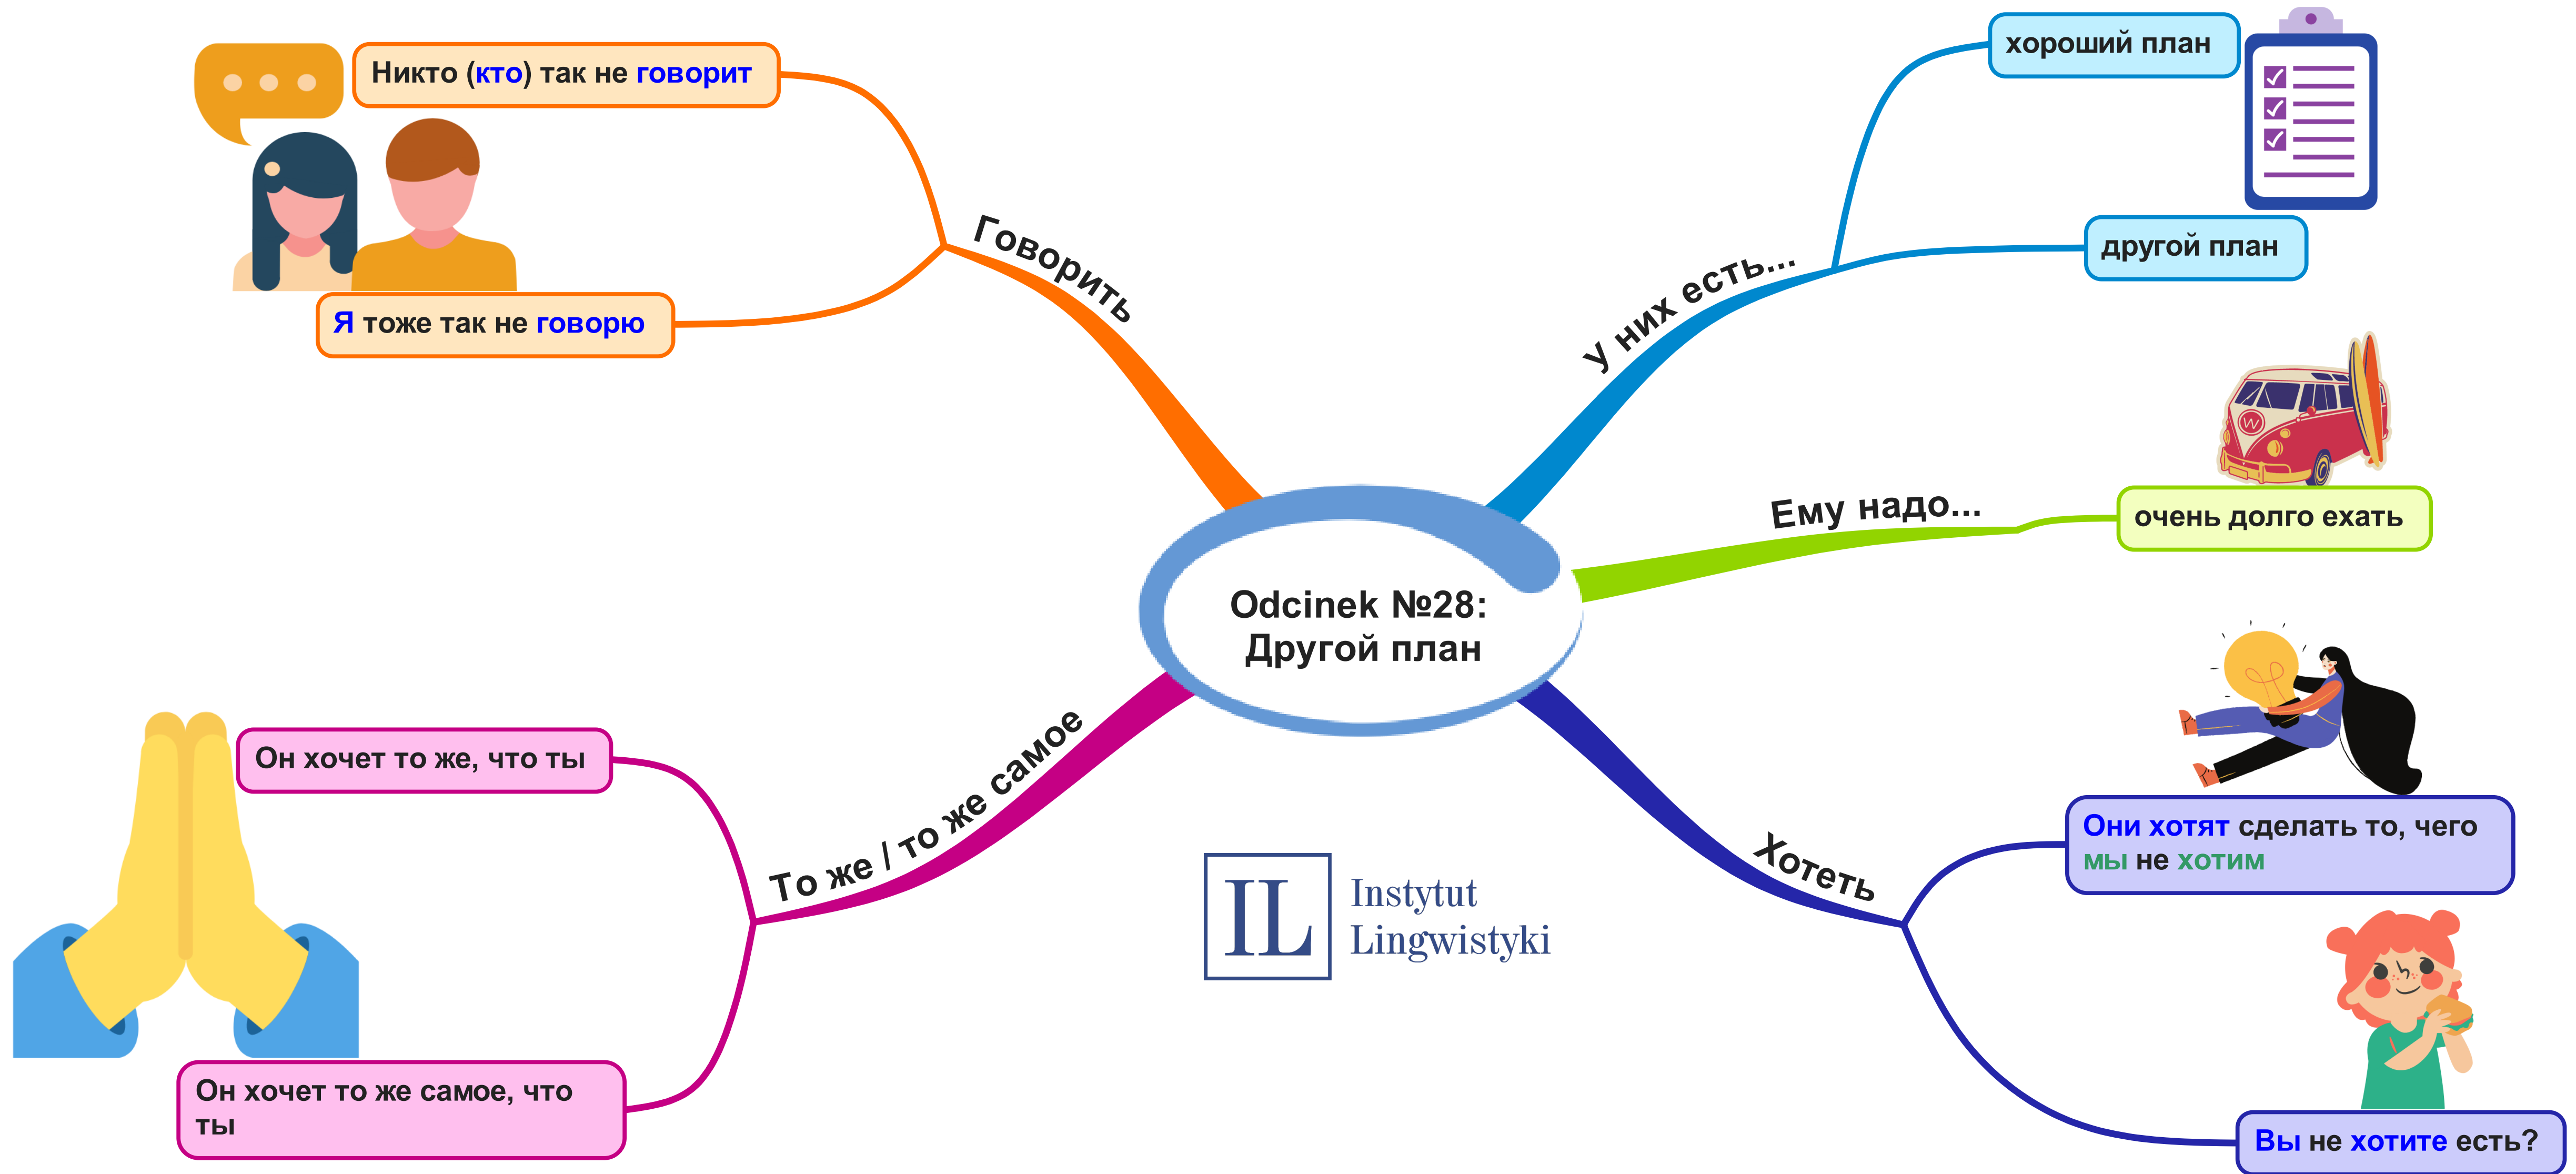 Никто (кто) так не говорит
Я тоже так не говорю
Говорить
хороший план
другой план
у них есть...
W
Ему надо...
очень долго ехать
Odcinek №28:
Другой план
Он хочет то же, что ты
То же / то же самое
Он хочет то же самое, что
ты
IL
Instytut
Lingwistyki
Хотеть
Они хотят сделать то, чего
мы не хотим
Вы не хотите есть?